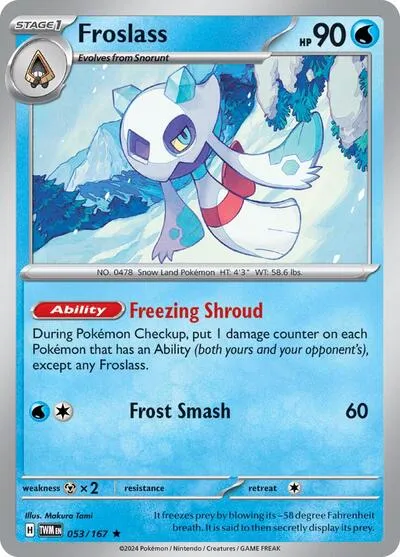 STAGE 1
Froslass
HP 90
Evolves from Snorunt
NO. 0478 Snow Land Pokémon HT: 4'3" WT: 58.6 lbs.
Ability Freezing Shroud
During Pokémon Checkup, put 1 damage counter on each
Pokémon that has an Ability (both yours and your opponent's),
except any Froslass.
Frost Smash 60
weakness ×2 resistance retreat
Illus. Makura Tami
H TWM EN 053/167 ★
It freezes prey by blowing its −58 degree Fahrenheit
breath. It is said to then secretly display its prey.
©2024 Pokémon / Nintendo / Creatures / GAME FREAK